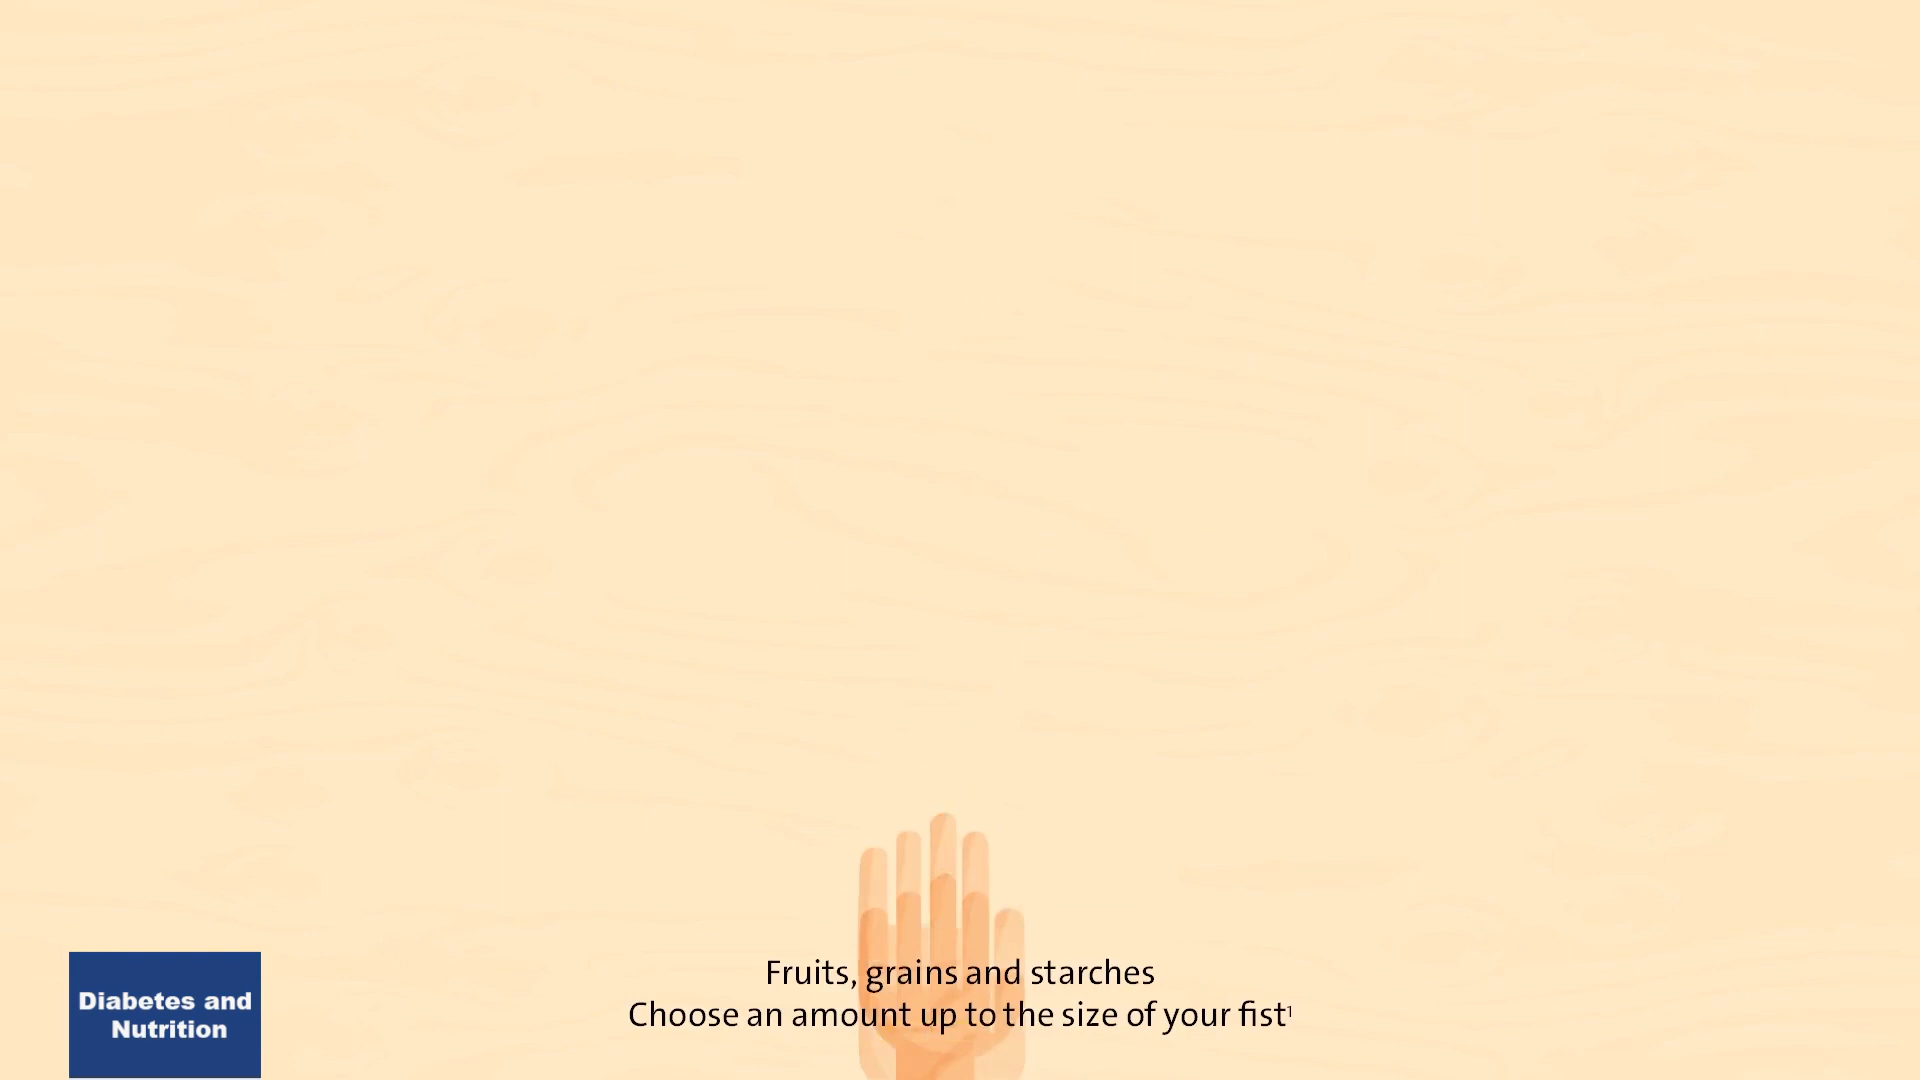 Fruits, grains and starches
Choose an amount up to the size of your fist¹
Diabetes and
Nutrition